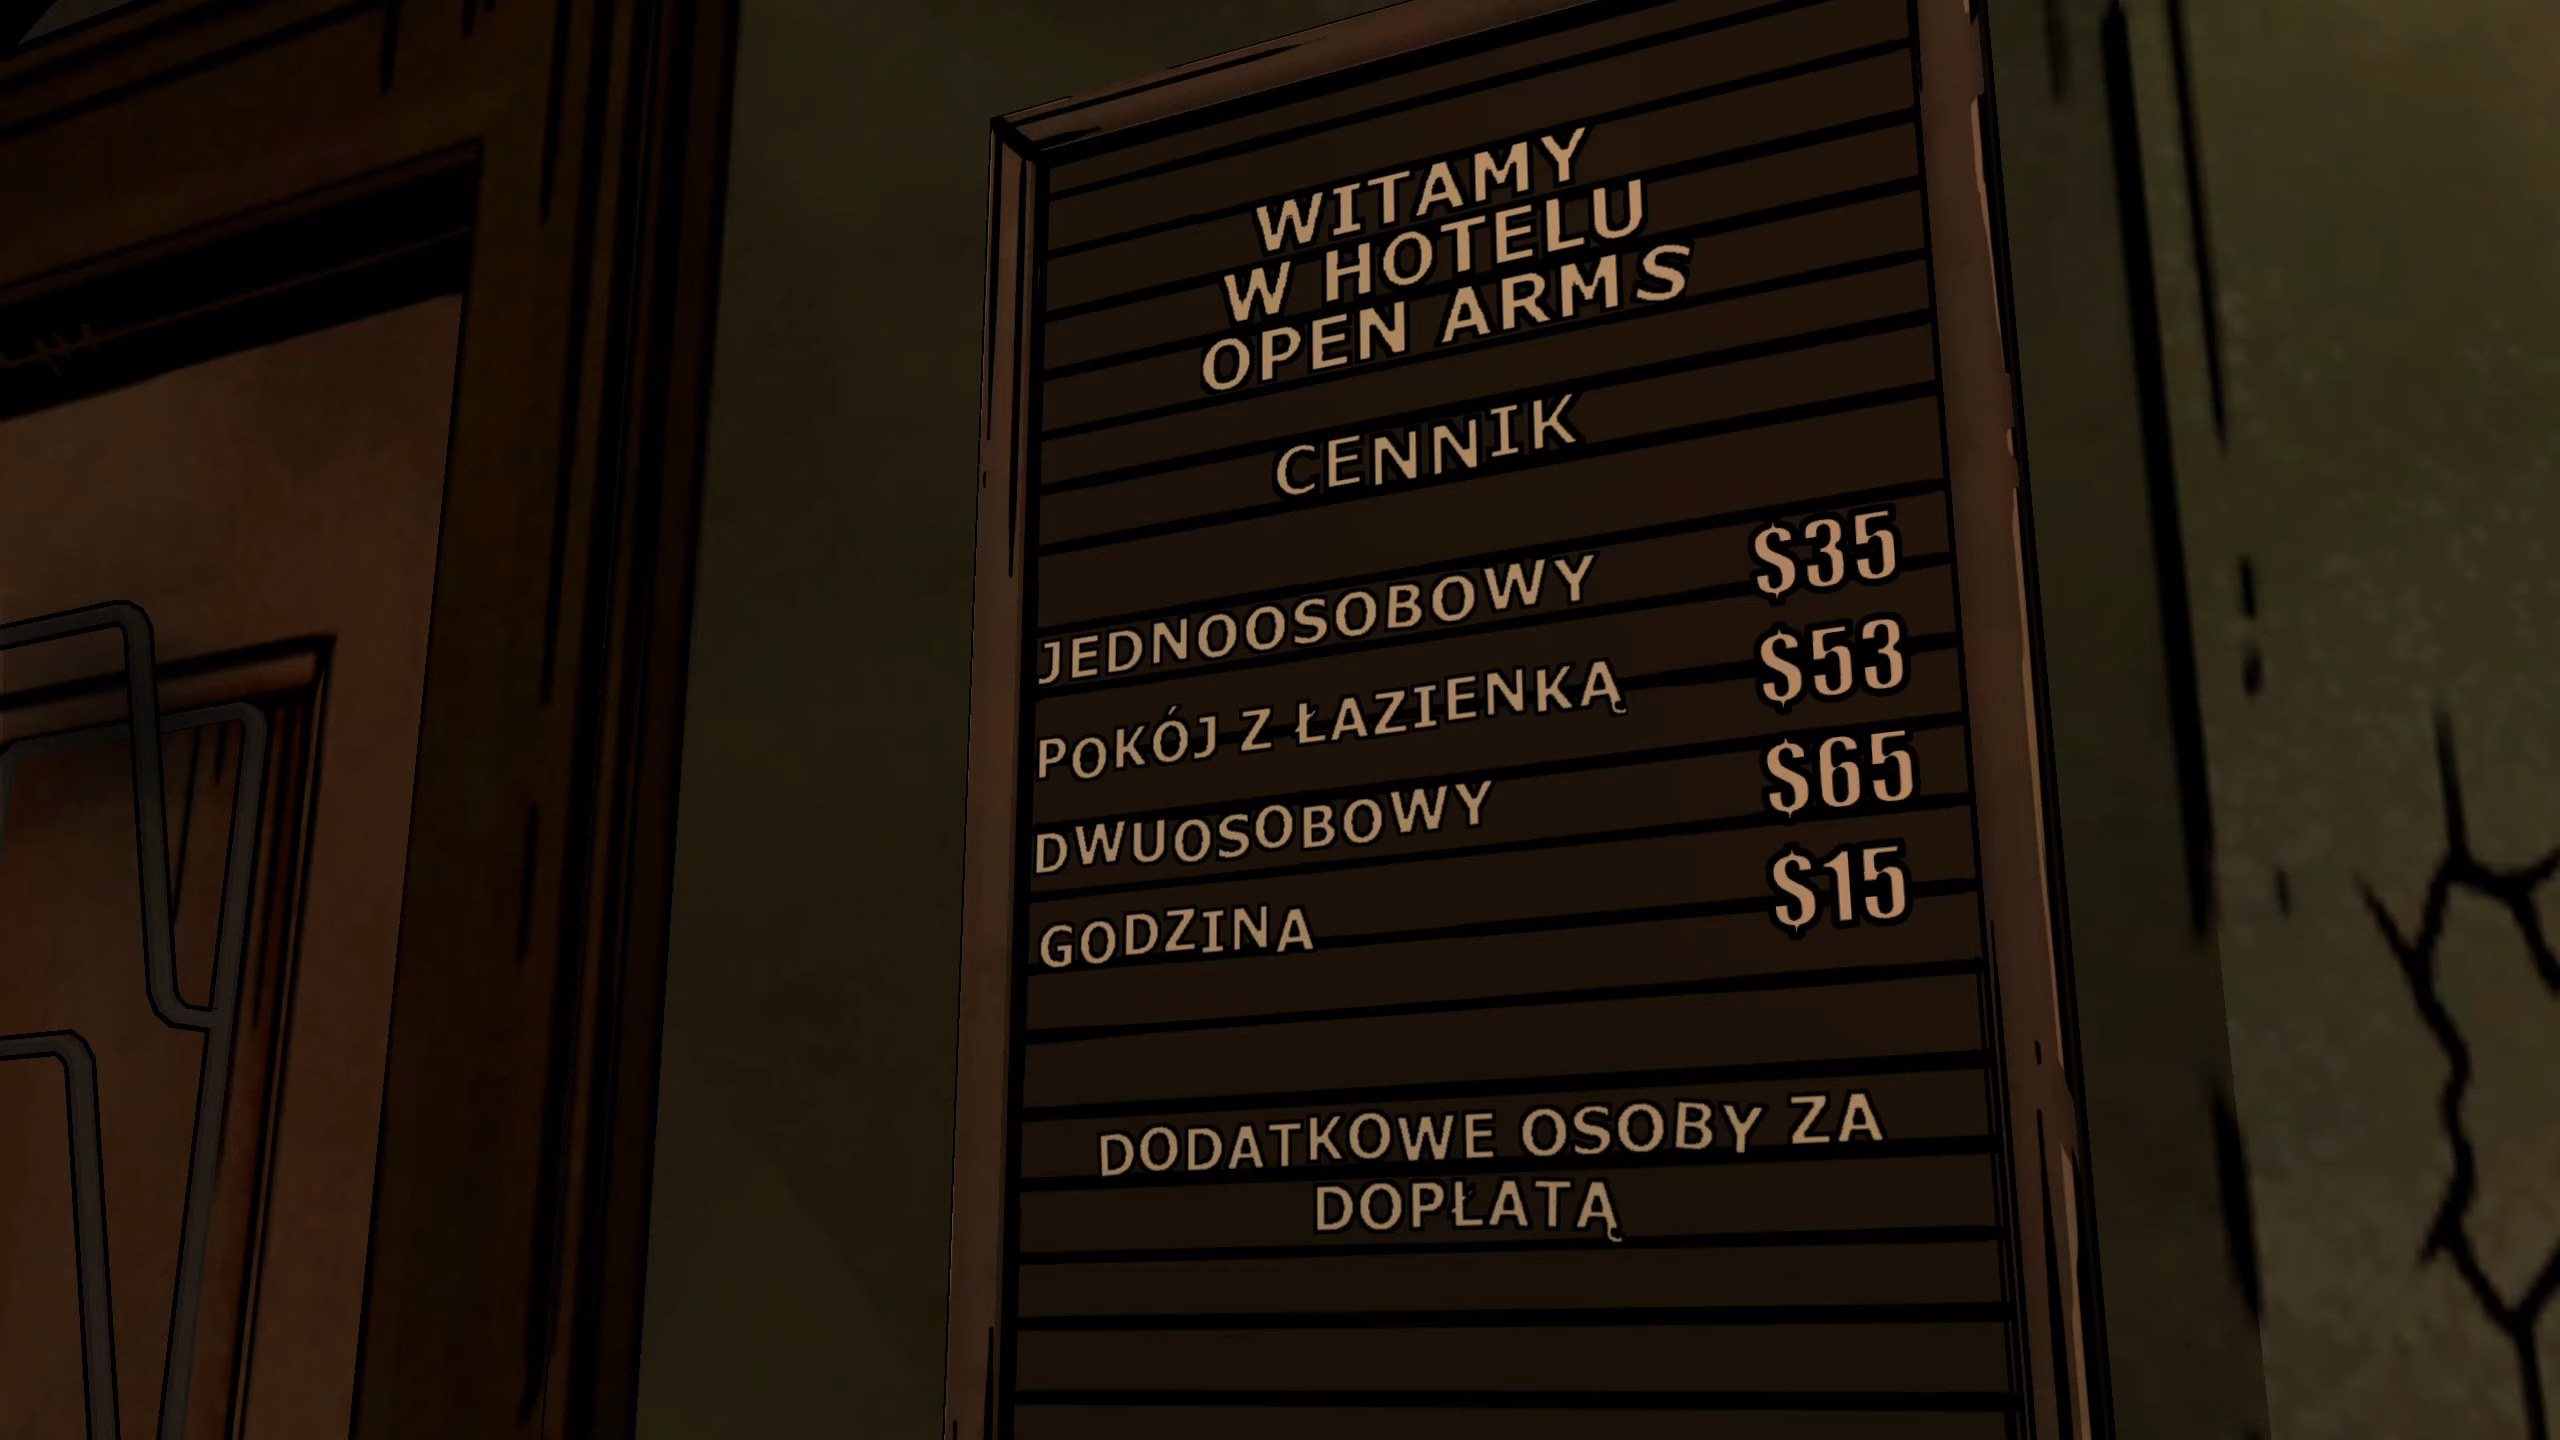 WITAMY
W HOTELU
OPEN ARMS
CENNIK
JEDNOOSOBOWY $35
POKÓJ Z ŁAZIENKĄ $53
DWUOSOBOWY $65
GODZINA $15
DODATKOWE OSOBY ZA
DOPŁATĄ